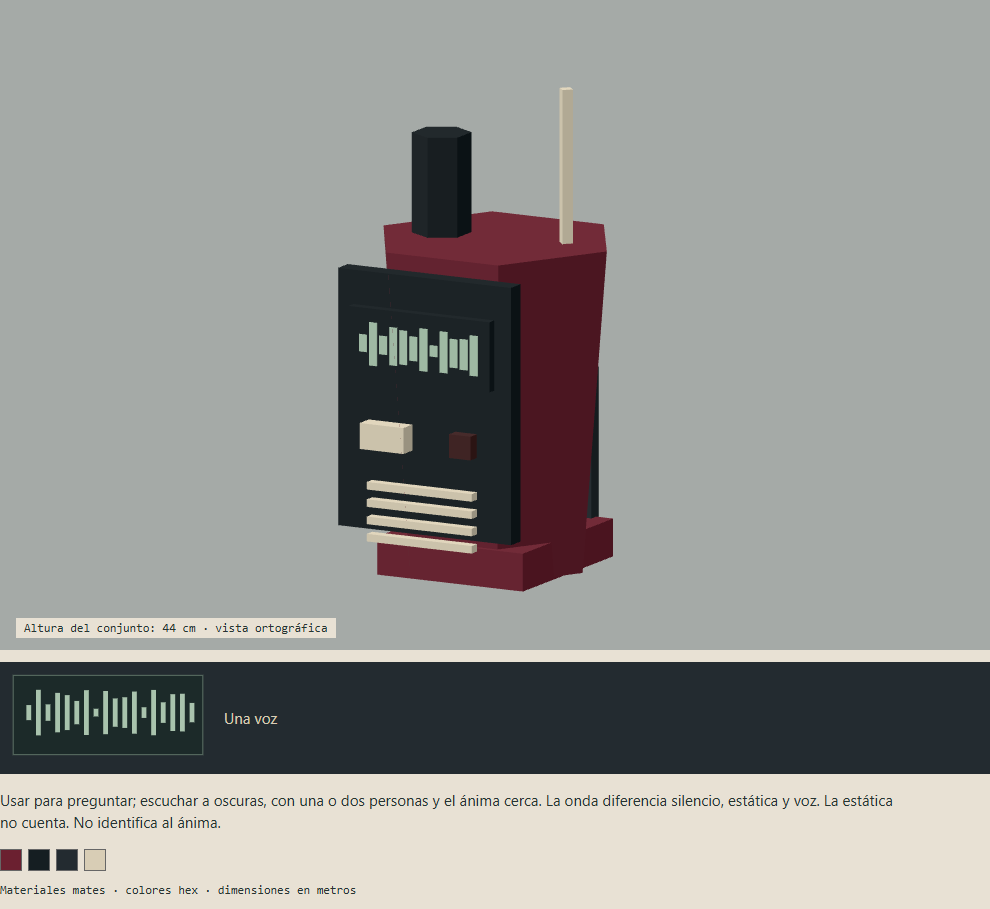 Altura del conjunto: 44 cm · vista ortográfica
Una voz
Usar para preguntar; escuchar a oscuras, con una o dos personas y el ánima cerca. La onda diferencia silencio, estática y voz. La estática
no cuenta. No identifica al ánima.
Materiales mates · colores hex · dimensiones en metros